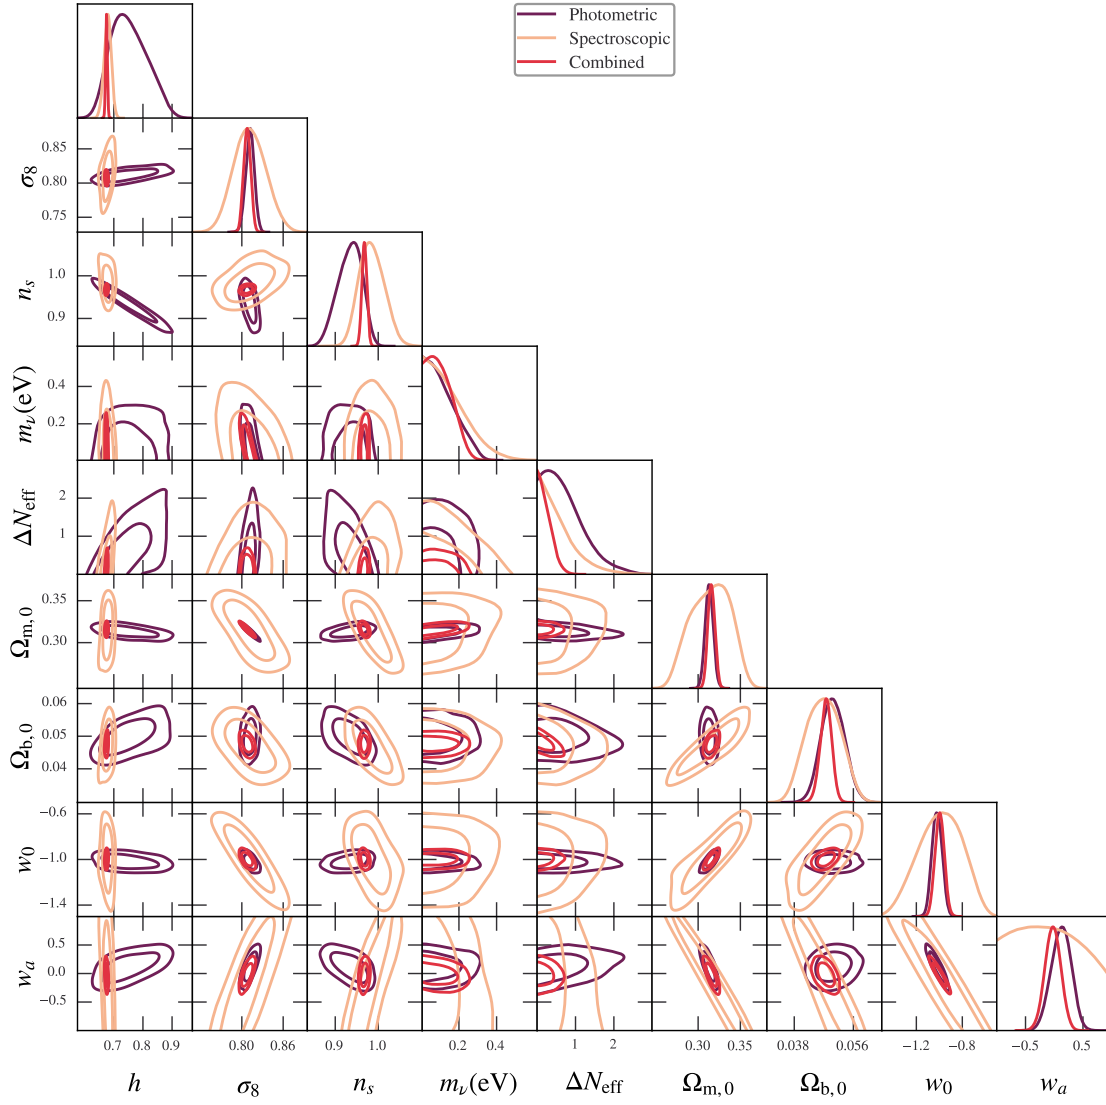 Photometric
Spectroscopic
Combined
0.85
0.80
0.75
σ8
1.0
0.9
ns
0.4
0.2
mν(eV)
2
1
ΔNeff
0.35
0.30
Ωm,0
0.06
0.05
0.04
Ωb,0
−0.6
−1.0
−1.4
w0
0.5
0.0
−0.5
wa
0.7 0.8 0.9 0.80 0.86 0.9 1.0 0.2 0.4 1 2 0.30 0.35 0.038 0.056 −1.2 −0.8 −0.5 0.5
h σ8 ns mν(eV) ΔNeff Ωm,0 Ωb,0 w0 wa